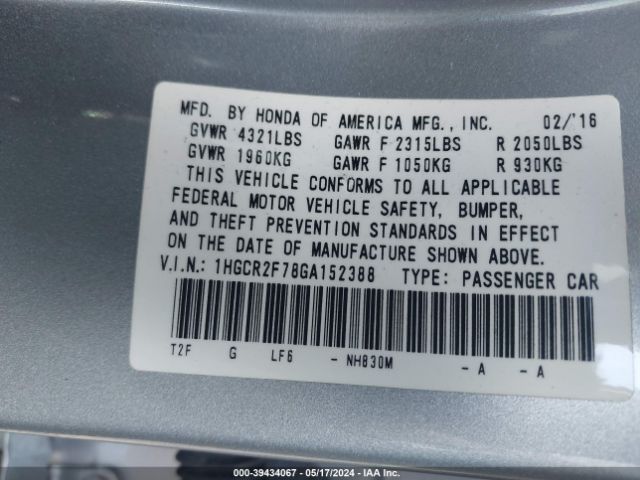 MFD. BY HONDA OF AMERICA MFG., INC. 02/'16
GVWR 4321LBS GAWR F 2315LBS R 2050LBS
GVWR 1960KG GAWR F 1050KG R 930KG
THIS VEHICLE CONFORMS TO ALL APPLICABLE
FEDERAL MOTOR VEHICLE SAFETY, BUMPER,
AND THEFT PREVENTION STANDARDS IN EFFECT
ON THE DATE OF MANUFACTURE SHOWN ABOVE.
V.I.N.: 1HGCR2F78GA152388 TYPE: PASSENGER CAR
T2F G LF6 - NH830M - A - A
000-39434067 - 05/17/2024 - IAA Inc.